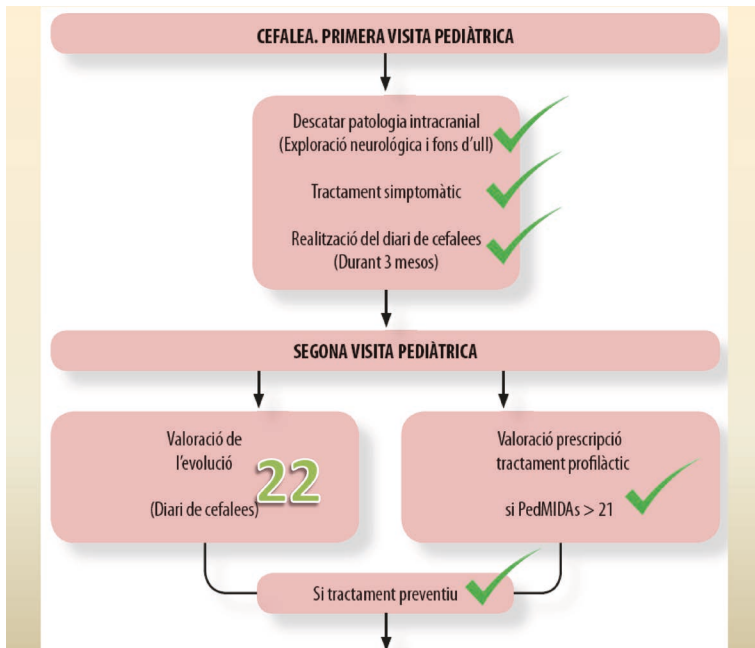 CEFALEA. PRIMERA VISITA PEDIÀTRICA
Descatar patologia intracranial
(Exploració neurológica i fons d'ull)
Tractament simptomàtic
Realització del diari de cefalees
(Durant 3 mesos)
SEGONA VISITA PEDIÀTRICA
Valoració de
l'evolució
22
(Diari de cefalees)
Valoració prescripció
tractament profilàctic
si PedMIDAs > 21
Si tractament preventiu